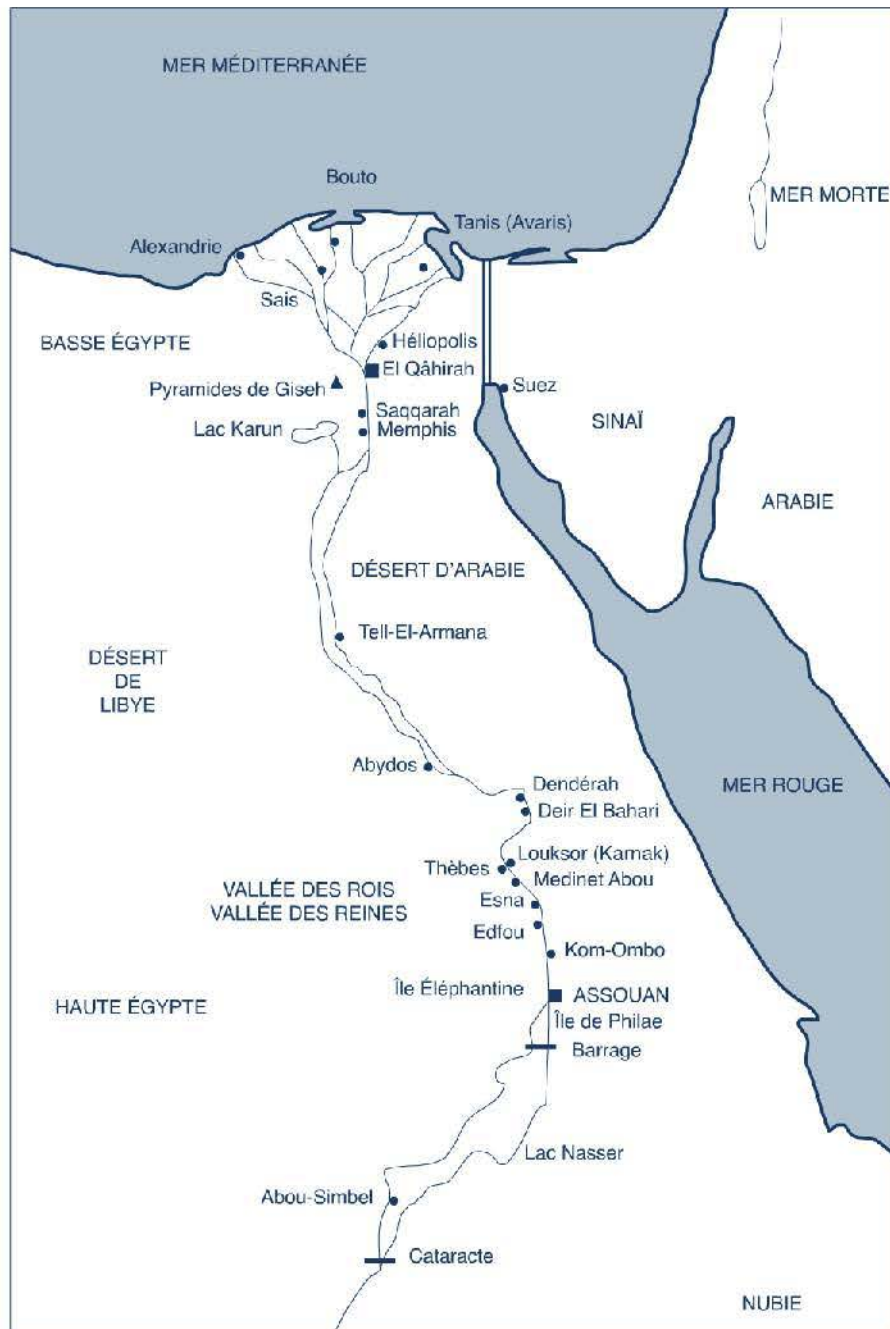 MER MÉDITERRANÉE
Bouto
MER MORTE
Tanis (Avaris)
Alexandrie
Sais
BASSE ÉGYPTE
Héliopolis
El Qâhirah
Pyramides de Giseh
Suez
Saqqarah
SINAÏ
Lac Karun
Memphis
ARABIE
DÉSERT D'ARABIE
Tell-El-Armana
DÉSERT
DE
LIBYE
Abydos
Dendérah
MER ROUGE
Deir El Bahari
Louksor (Karnak)
Thèbes
Medinet Abou
VALLÉE DES ROIS
VALLÉE DES REINES
Esna
Edfou
Kom-Ombo
Île Éléphantine
ASSOUAN
HAUTE ÉGYPTE
Île de Philae
Barrage
Lac Nasser
Abou-Simbel
Cataracte
NUBIE